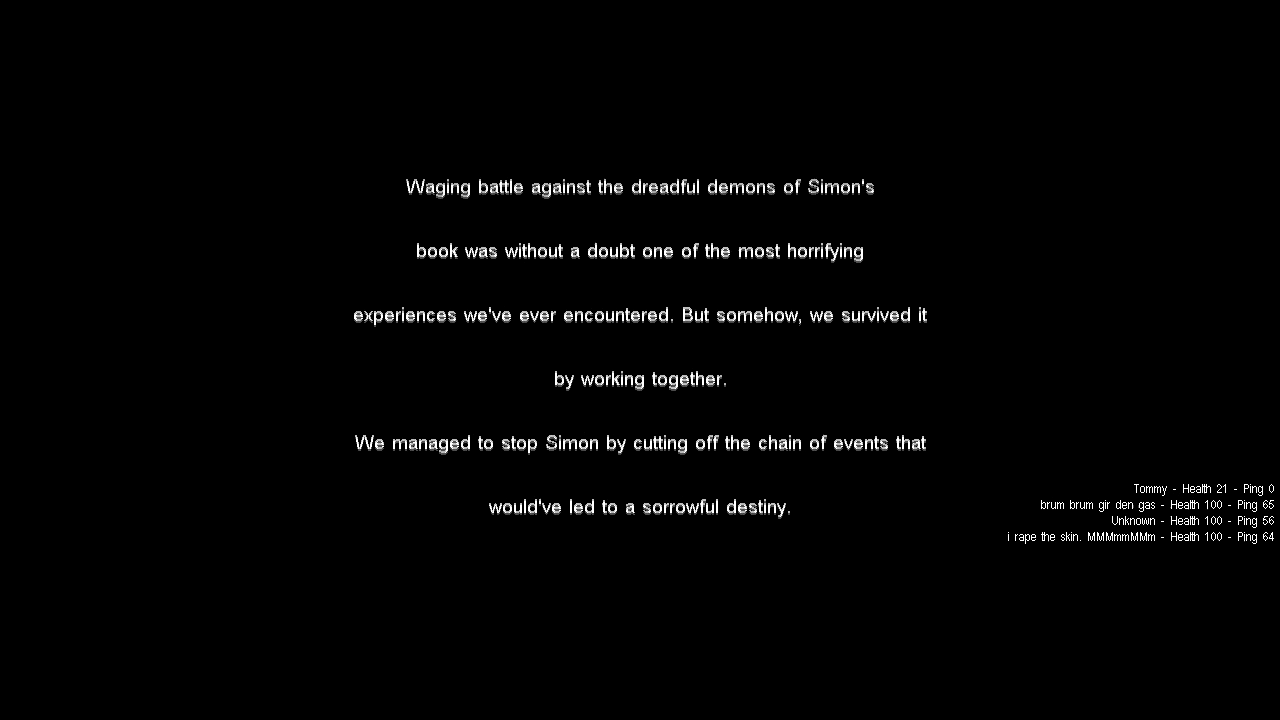 Waging battle against the dreadful demons of Simon's
book was without a doubt one of the most horrifying
experiences we've ever encountered. But somehow, we survived it
by working together.
We managed to stop Simon by cutting off the chain of events that
would've led to a sorrowful destiny.
Tommy - Health 21 - Ping 0
brum brum gir den gas - Health 100 - Ping 65
Unknown - Health 100 - Ping 56
i rape the skin. MMMmmMMm - Health 100 - Ping 64